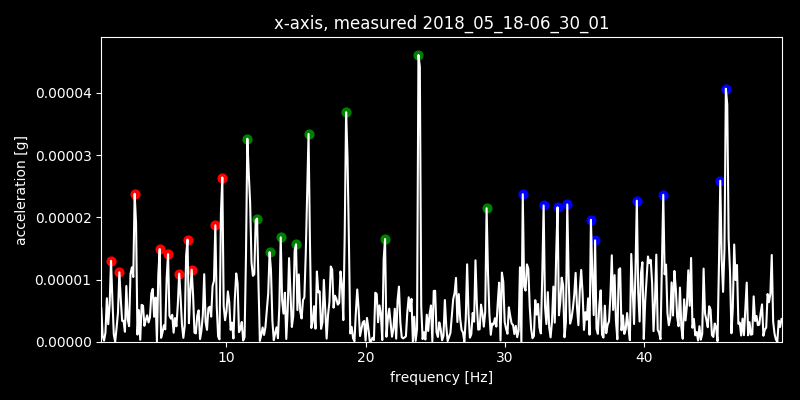 x-axis, measured 2018_05_18-06_30_01
0.00004
0.00003
0.00002
0.00001
0.00000
acceleration [g]
10 20 30 40
frequency [Hz]